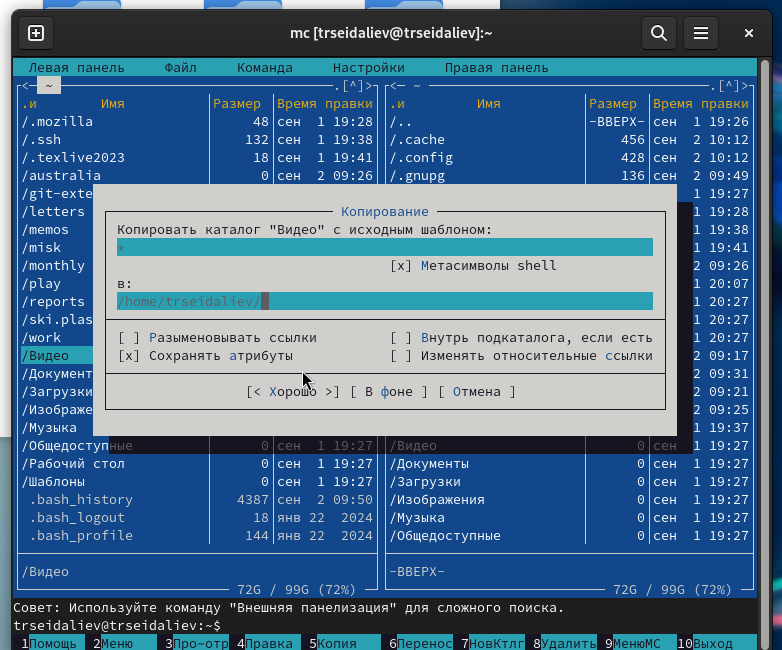 mc [trseidaliev@trseidaliev]:~
Левая панель Файл Команда Настройки Правая панель
<─ ~ .[^]> <─ ~ .[^]>
.и Имя Размер Время правки .и Имя Размер Время правки
/.mozilla 48 сен 1 19:28 /.. -ВВЕРХ- сен 1 19:26
/.ssh 132 сен 1 19:38 /.cache 456 сен 2 10:12
/.texlive2023 18 сен 1 19:41 /.config 428 сен 2 10:12
/australia 0 сен 2 09:26 /.gnupg 136 сен 2 09:49
/git-exte 1 19:27
/letters Копирование 1 19:28
/memos Копировать каталог "Видео" с исходным шаблоном: 1 19:38
/misk * 1 19:41
/monthly [x] Метасимволы shell 2 09:26
/play в: 1 20:07
/reports /home/trseidaliev/ 1 20:27
/ski.plas 1 20:27
/work [ ] Разыменовывать ссылки [ ] Внутрь подкаталога, если есть 1 20:27
/Видео [x] Сохранять атрибуты [ ] Изменять относительные ссылки 2 09:17
/Документ 2 09:31
/Загрузки [< Хорошо >] [ В фоне ] [ Отмена ] 2 09:21
/Изображе 2 09:25
/Музыка 1 19:37
/Общедоступные 0 сен 1 19:27 /Видео 0 сен 1 19:27
/Рабочий стол 0 сен 1 19:27 /Документы 0 сен 1 19:27
/Шаблоны 0 сен 1 19:27 /Загрузки 0 сен 1 19:27
.bash_history 4387 сен 2 09:50 /Изображения 0 сен 1 19:27
.bash_logout 18 янв 22 2024 /Музыка 0 сен 1 19:27
.bash_profile 144 янв 22 2024 /Общедоступные 0 сен 1 19:27
/Видео -ВВЕРХ-
72G / 99G (72%) 72G / 99G (72%)
Совет: Используйте команду "Внешняя панелизация" для сложного поиска.
trseidaliev@trseidaliev:~$
1Помощь 2Меню 3Про~отр 4Правка 5Копия 6Перенос 7НовКтлг 8Удалить 9МенюМС 10Выход